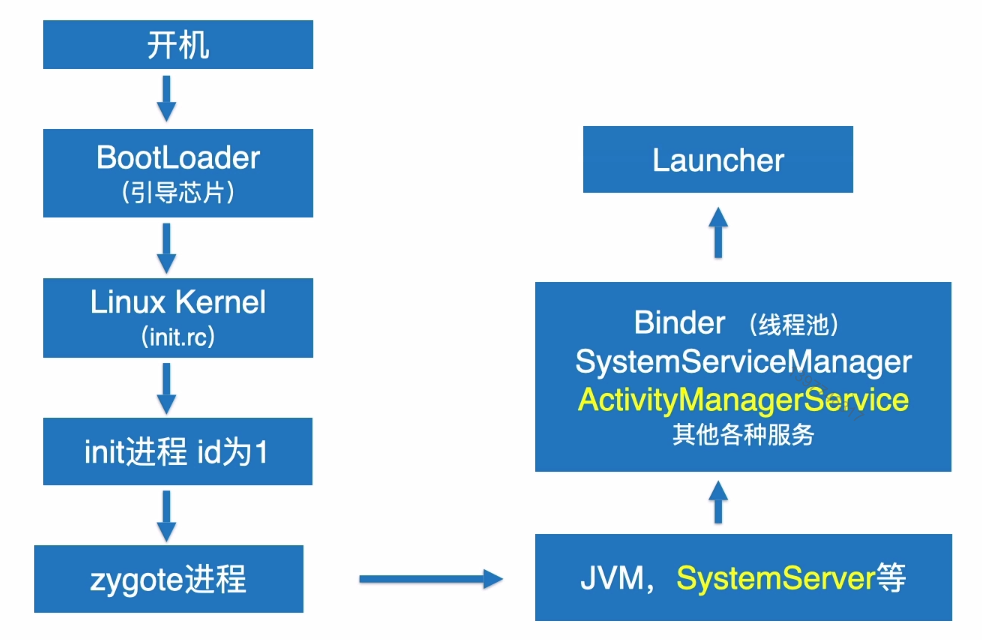 开机
BootLoader
（引导芯片）
Linux Kernel
(init.rc)
init进程 id为1
zygote进程
JVM，SystemServer等
Binder （线程池）
SystemServiceManager
ActivityManagerService
其他各种服务
Launcher